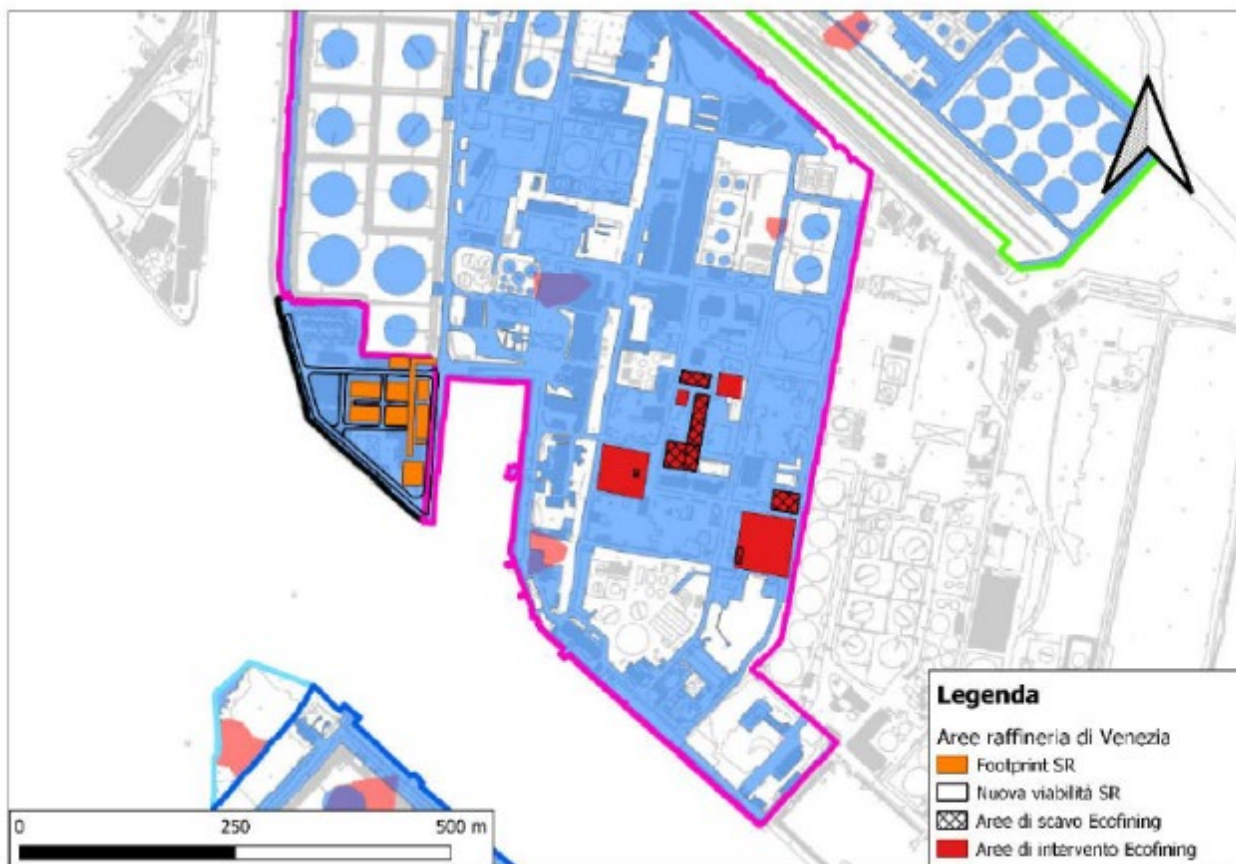 Legenda
Aree raffineria di Venezia
Footprint SR
Nuova viabilità SR
Aree di scavo Ecofining
Aree di intervento Ecofining
0 250 500 m